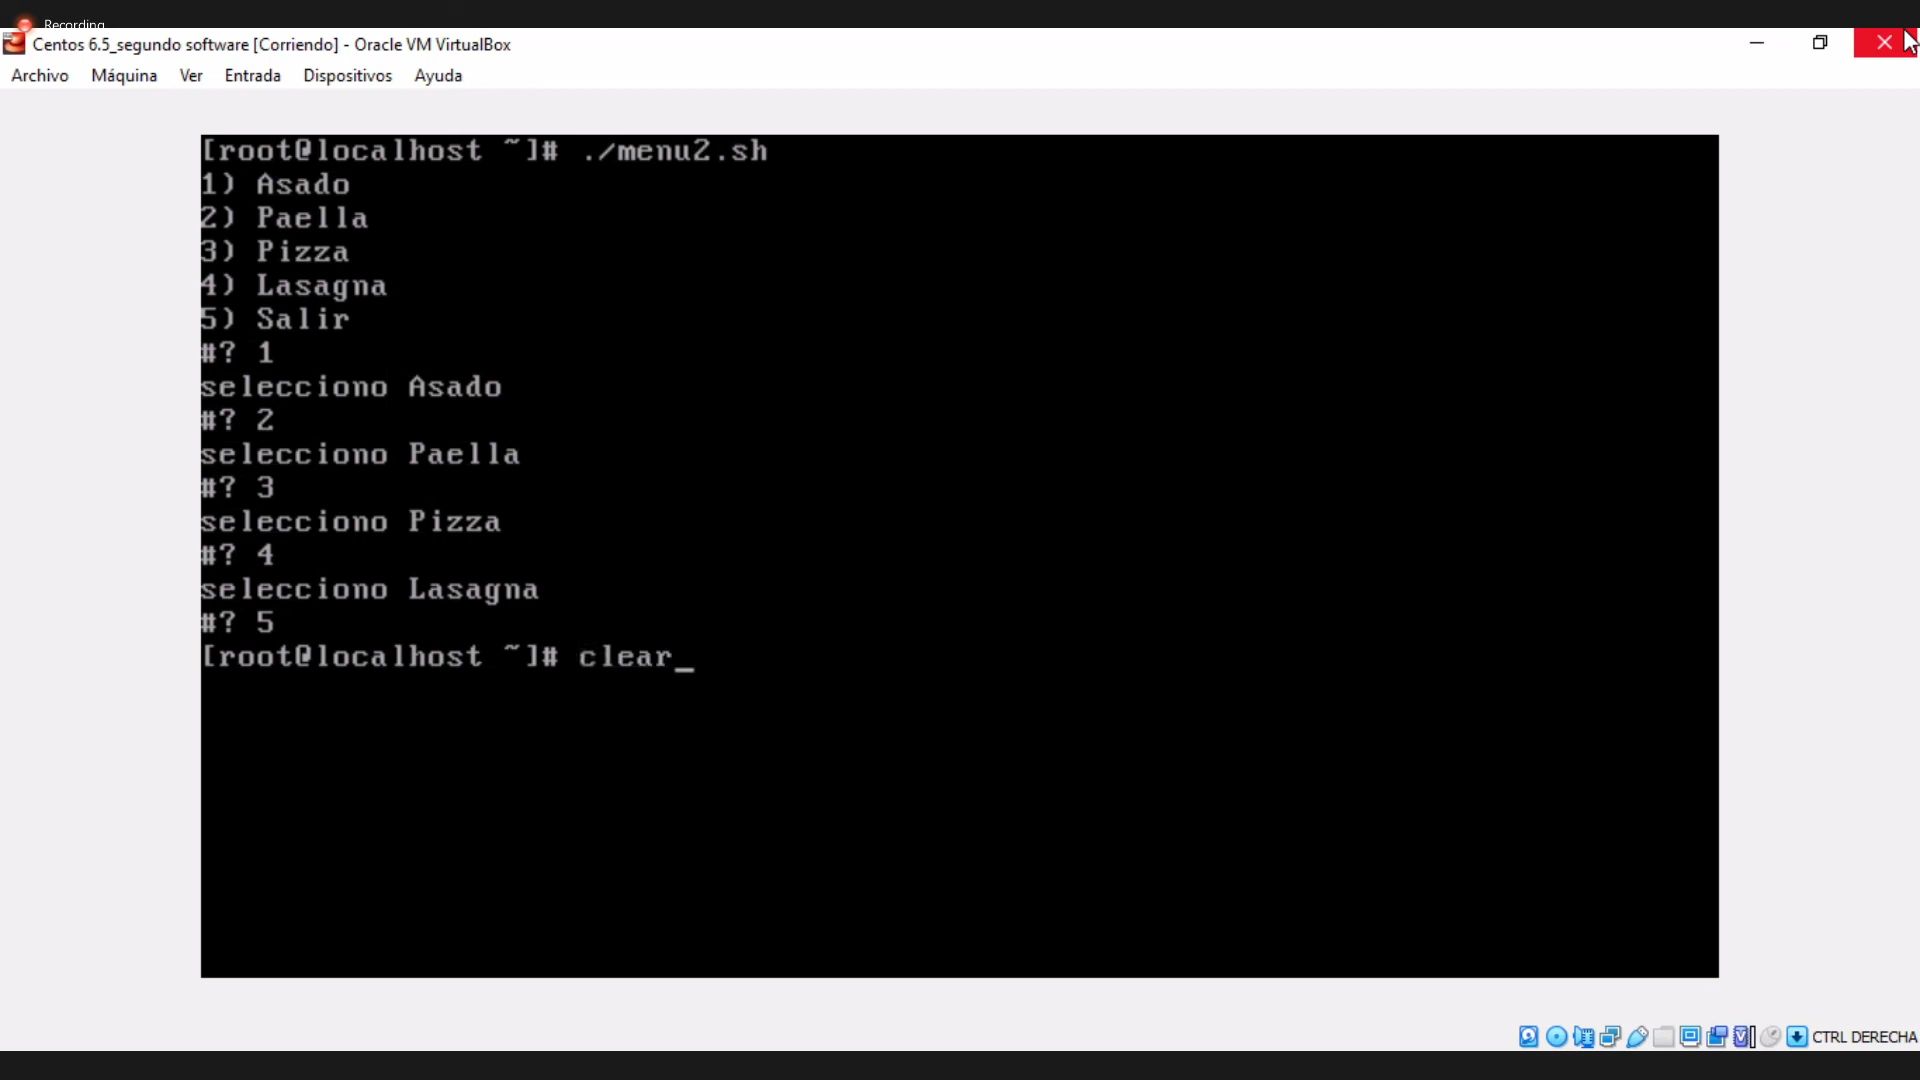 Recording
Centos 6.5_segundo software [Corriendo] - Oracle VM VirtualBox
Archivo Máquina Ver Entrada Dispositivos Ayuda
[root@localhost ~]# ./menu2.sh
1) Asado
2) Paella
3) Pizza
4) Lasagna
5) Salir
#? 1
selecciono Asado
#? 2
selecciono Paella
#? 3
selecciono Pizza
#? 4
selecciono Lasagna
#? 5
[root@localhost ~]# clear_
CTRL DERECHA